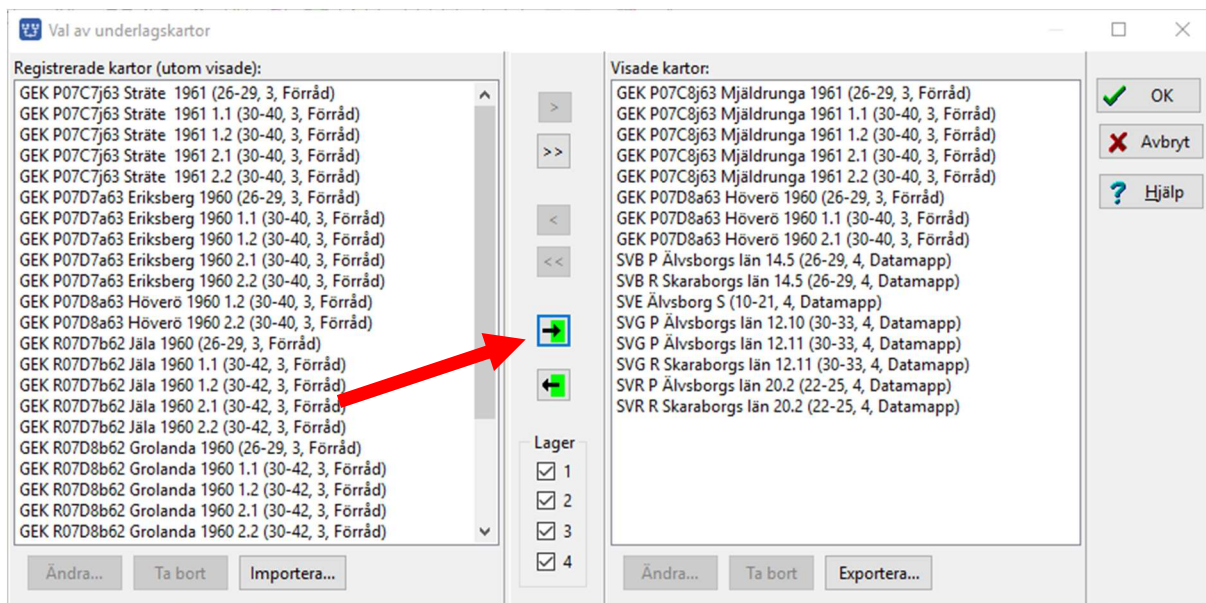 Val av underlagskartor
Registrerade kartor (utom visade):
GEK P07C7j63 Sträte 1961 (26-29, 3, Förråd)
GEK P07C7j63 Sträte 1961 1.1 (30-40, 3, Förråd)
GEK P07C7j63 Sträte 1961 1.2 (30-40, 3, Förråd)
GEK P07C7j63 Sträte 1961 2.1 (30-40, 3, Förråd)
GEK P07C7j63 Sträte 1961 2.2 (30-40, 3, Förråd)
GEK P07D7a63 Eriksberg 1960 (26-29, 3, Förråd)
GEK P07D7a63 Eriksberg 1960 1.1 (30-40, 3, Förråd)
GEK P07D7a63 Eriksberg 1960 1.2 (30-40, 3, Förråd)
GEK P07D7a63 Eriksberg 1960 2.1 (30-40, 3, Förråd)
GEK P07D7a63 Eriksberg 1960 2.2 (30-40, 3, Förråd)
GEK P07D8a63 Höverö 1960 1.2 (30-40, 3, Förråd)
GEK P07D8a63 Höverö 1960 2.2 (30-40, 3, Förråd)
GEK R07D7b62 Jäla 1960 (26-29, 3, Förråd)
GEK R07D7b62 Jäla 1960 1.1 (30-42, 3, Förråd)
GEK R07D7b62 Jäla 1960 1.2 (30-42, 3, Förråd)
GEK R07D7b62 Jäla 1960 2.1 (30-42, 3, Förråd)
GEK R07D7b62 Jäla 1960 2.2 (30-42, 3, Förråd)
GEK R07D8b62 Grolanda 1960 (26-29, 3, Förråd)
GEK R07D8b62 Grolanda 1960 1.1 (30-42, 3, Förråd)
GEK R07D8b62 Grolanda 1960 1.2 (30-42, 3, Förråd)
GEK R07D8b62 Grolanda 1960 2.1 (30-42, 3, Förråd)
GEK R07D8b62 Grolanda 1960 2.2 (30-42, 3, Förråd)
Ändra...
Ta bort
Importera...
>
>>
<
<<
Lager
1
2
3
4
Visade kartor:
GEK P07C8j63 Mjäldrunga 1961 (26-29, 3, Förråd)
GEK P07C8j63 Mjäldrunga 1961 1.1 (30-40, 3, Förråd)
GEK P07C8j63 Mjäldrunga 1961 1.2 (30-40, 3, Förråd)
GEK P07C8j63 Mjäldrunga 1961 2.1 (30-40, 3, Förråd)
GEK P07C8j63 Mjäldrunga 1961 2.2 (30-40, 3, Förråd)
GEK P07D8a63 Höverö 1960 (26-29, 3, Förråd)
GEK P07D8a63 Höverö 1960 1.1 (30-40, 3, Förråd)
GEK P07D8a63 Höverö 1960 2.1 (30-40, 3, Förråd)
SVB P Älvsborgs län 14.5 (26-29, 4, Datamapp)
SVB R Skaraborgs län 14.5 (26-29, 4, Datamapp)
SVE Älvsborg S (10-21, 4, Datamapp)
SVG P Älvsborgs län 12.10 (30-33, 4, Datamapp)
SVG P Älvsborgs län 12.11 (30-33, 4, Datamapp)
SVG R Skaraborgs län 12.11 (30-33, 4, Datamapp)
SVR P Älvsborgs län 20.2 (22-25, 4, Datamapp)
SVR R Skaraborgs län 20.2 (22-25, 4, Datamapp)
Ändra...
Ta bort
Exportera...
OK
Avbryt
Hjälp